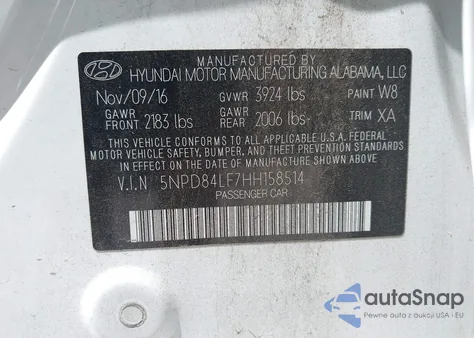 MANUFACTURED BY
HYUNDAI MOTOR MANUFACTURING ALABAMA, LLC
Nov/09/16 GVWR 3924 lbs PAINT W8
GAWR FRONT 2183 lbs GAWR REAR 2006 lbs TRIM XA
THIS VEHICLE CONFORMS TO ALL APPLICABLE U.S.A. FEDERAL
MOTOR VEHICLE SAFETY, BUMPER, AND THEFT PREVENTION STANDARDS
IN EFFECT ON THE DATE OF MANUFACTURE SHOWN ABOVE.
V.I.N 5NPD84LF7HH158514
PASSENGER CAR
autoSnap
Pewne auta z aukcji USA - EU